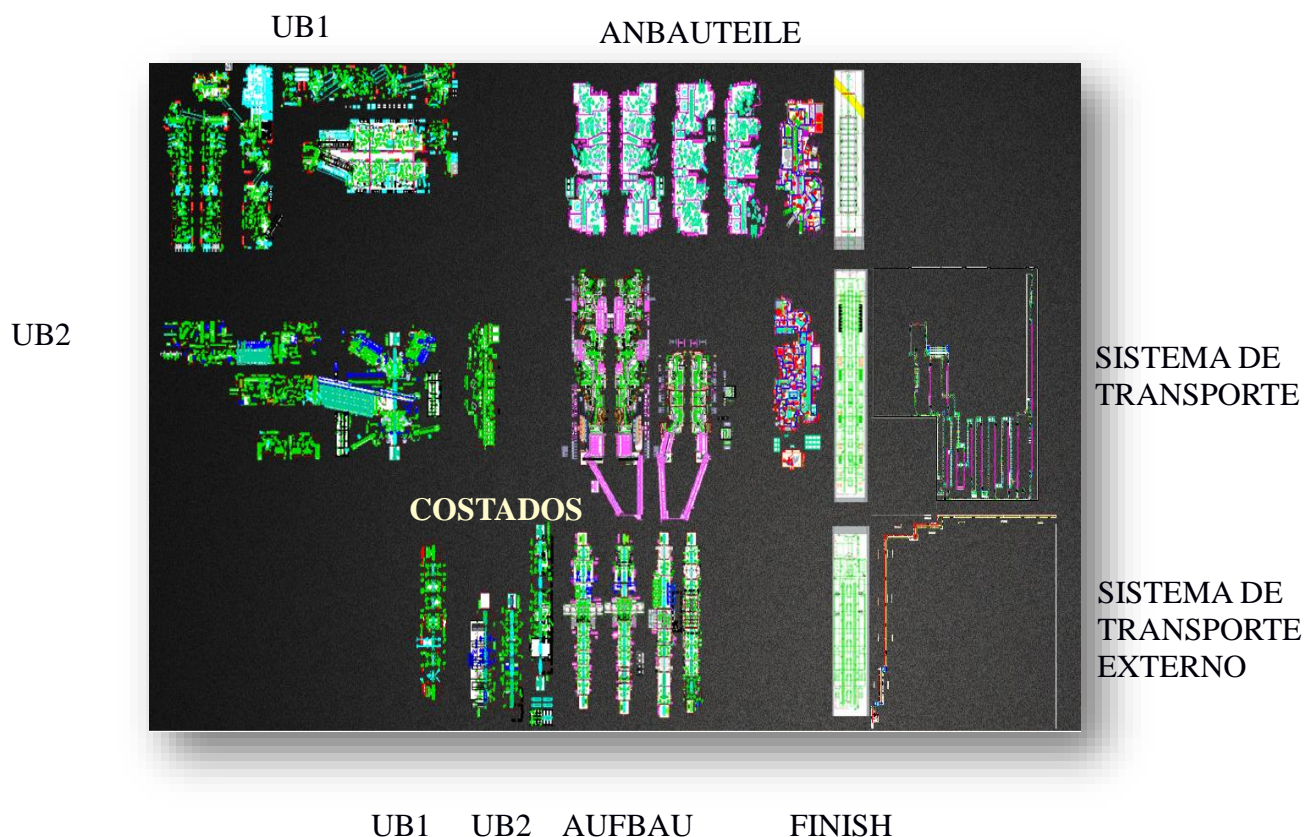 UB1
ANBAUTEILE
UB2
SISTEMA DE
TRANSPORTE
COSTADOS
SISTEMA DE
TRANSPORTE
EXTERNO
UB1
UB2
AUFBAU
FINISH